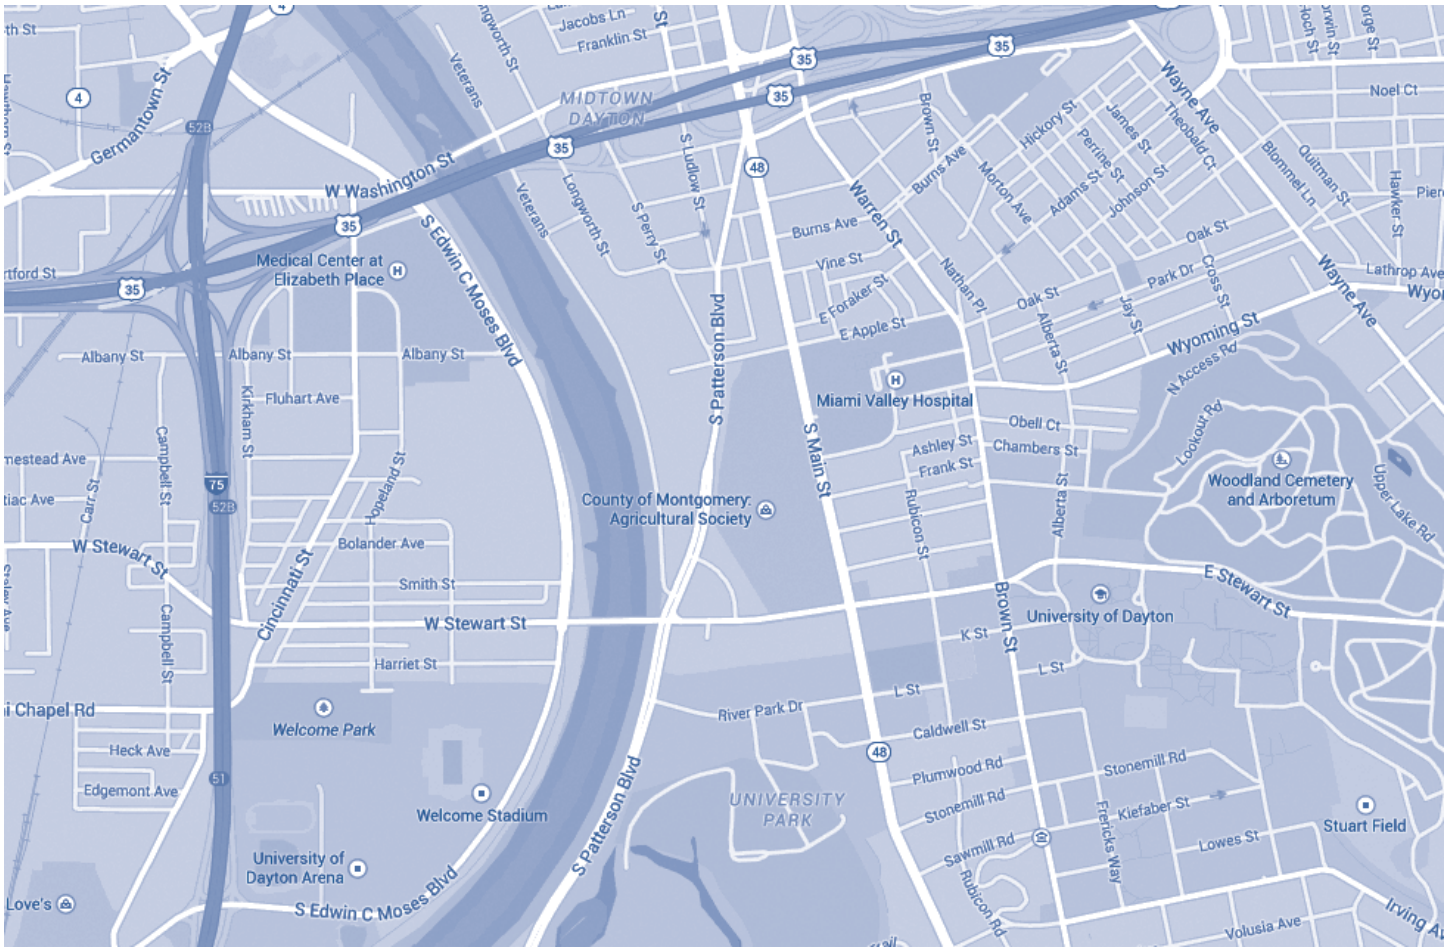 4
Jacobs Ln
Franklin St
Longworth St
Veterans
35
35
35
4
MIDTOWN
DAYTON
52B
Germantown St
35
W Washington St
S Ludlow St
48
Brown St
Burns Ave
Hickory St
James St
Perrine St
Theobald Ct
Wayne Ave
Noel Ct
Quitman St
Blommel Ln
Hawker St
Morton Ave
Adams St
Johnson St
Warren St
Burns Ave
Vine St
Oak St
Park Dr
Cross St
Veterans
Longworth St
S Perry St
35
S Edwin C Moses Blvd
Medical Center at
Elizabeth Place
35
E Foraker St
E Apple St
Nathan Pl
Oak St
Jay St
Alberta St
Wyoming St
Wayne Ave
Lathrop Ave
N Access Rd
S Patterson Blvd
Albany St
Albany St
Albany St
Fluhart Ave
Kirkham St
Campbell St
Miami Valley Hospital
Obell Ct
Ashley St
Chambers St
Frank St
Lookout Rd
Woodland Cemetery
and Arboretum
Upper Lake Rd
S Main St
Rubicon St
Alberta St
75
52B
Carr St
Hopeland St
County of Montgomery:
Agricultural Society
W Stewart St
Bolander Ave
Smith St
Cincinnati St
W Stewart St
Harriet St
Campbell St
Brown St
University of Dayton
E Stewart St
K St
L St
L St
River Park Dr
Caldwell St
i Chapel Rd
Welcome Park
Heck Ave
Edgemont Ave
51
48
Plumwood Rd
Stonemill Rd
Stonemill Rd
Kiefaber St
Frericks Way
Lowes St
Sawmill Rd
Rubicon Rd
UNIVERSITY
PARK
Welcome Stadium
S Patterson Blvd
University of
Dayton Arena
S Edwin C Moses Blvd
Love's
Stuart Field
Volusia Ave